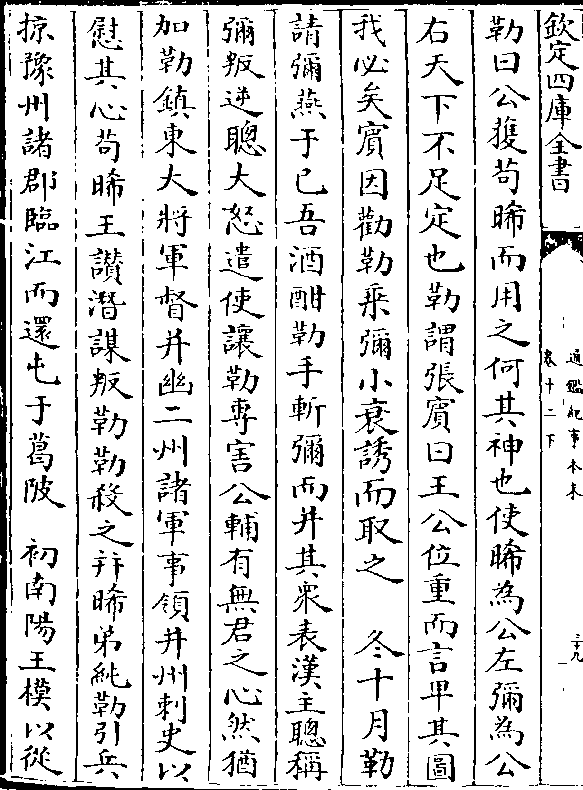 欽定四庫全書
通鑑紀事本末
卷十二下
三十九
勒曰公獲苟晞而用之何其神也使晞為公左彌為公
右天下不足定也勒謂張賔曰王公位重而言卑其圖
我必矣賔因勸勒乗彌小衰誘而取之　冬十月勒
請彌燕于已吾酒酣勒手斬彌而并其衆表漢主聰稱
彌叛逆聰大怒遣使讓勒専害公輔有無君之心然猶
加勒鎮東大將軍督并幽二州諸軍事領并州刺史以
慰其心苟晞王讃潛謀叛勒勒殺之并晞弟純勒引兵
掠豫州諸郡臨江而還屯于葛陂　初南陽王模以從